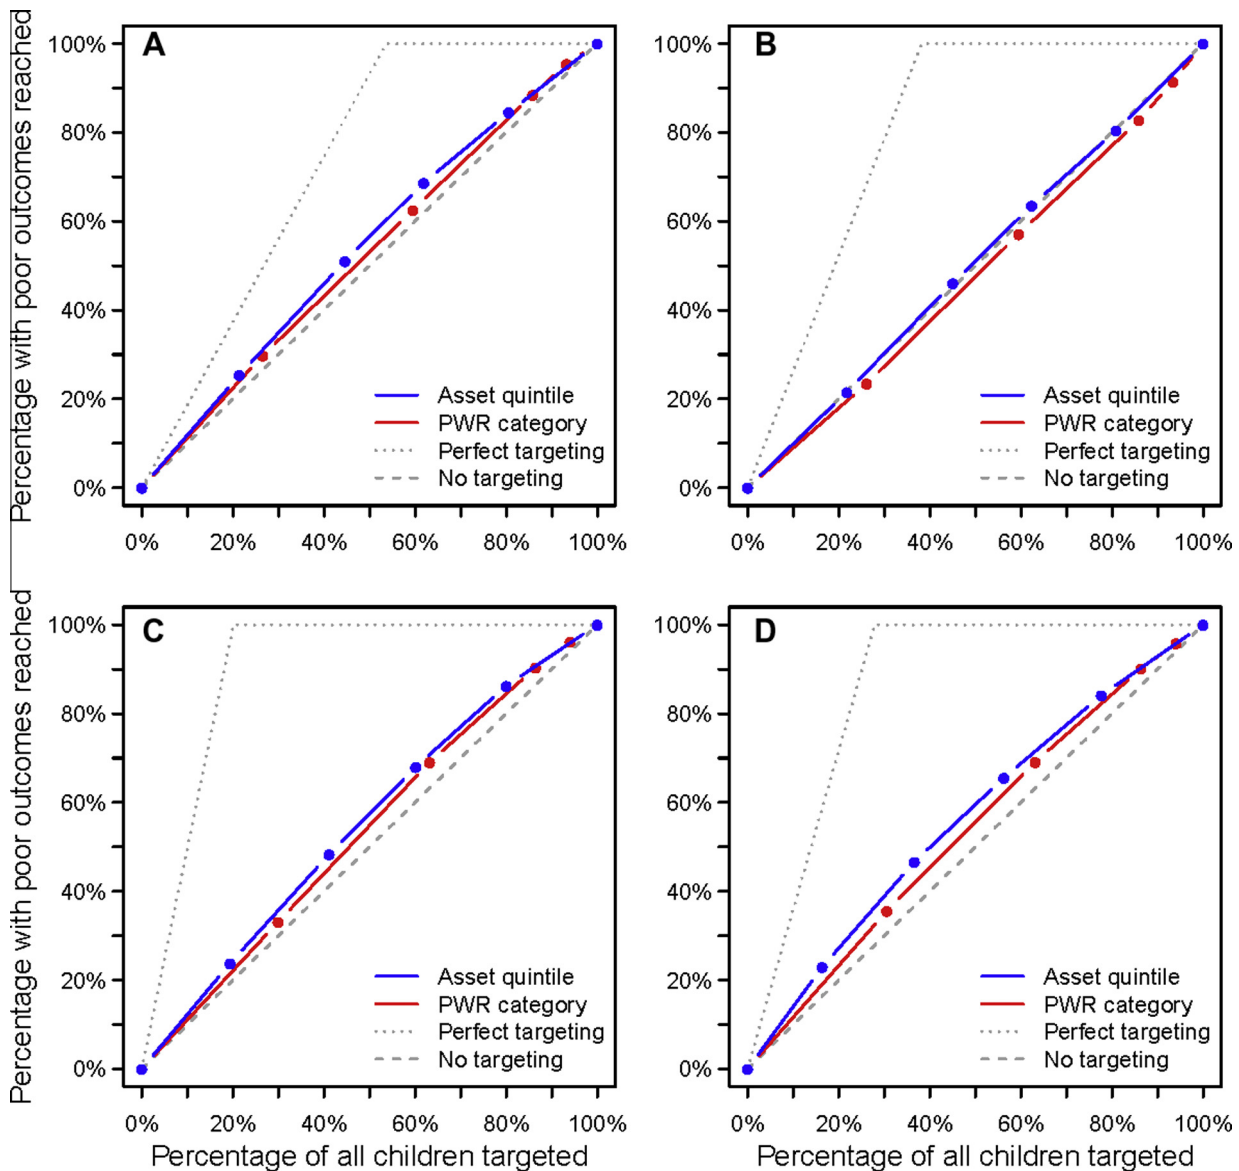 Percentage with poor outcomes reached
A
100%
80%
60%
40%
20%
0%
Asset quintile
PWR category
Perfect targeting
No targeting
0% 20% 40% 60% 80% 100%
B
100%
80%
60%
40%
20%
0%
Asset quintile
PWR category
Perfect targeting
No targeting
0% 20% 40% 60% 80% 100%
Percentage with poor outcomes reached
C
100%
80%
60%
40%
20%
0%
Asset quintile
PWR category
Perfect targeting
No targeting
0% 20% 40% 60% 80% 100%
Percentage of all children targeted
D
100%
80%
60%
40%
20%
0%
Asset quintile
PWR category
Perfect targeting
No targeting
0% 20% 40% 60% 80% 100%
Percentage of all children targeted